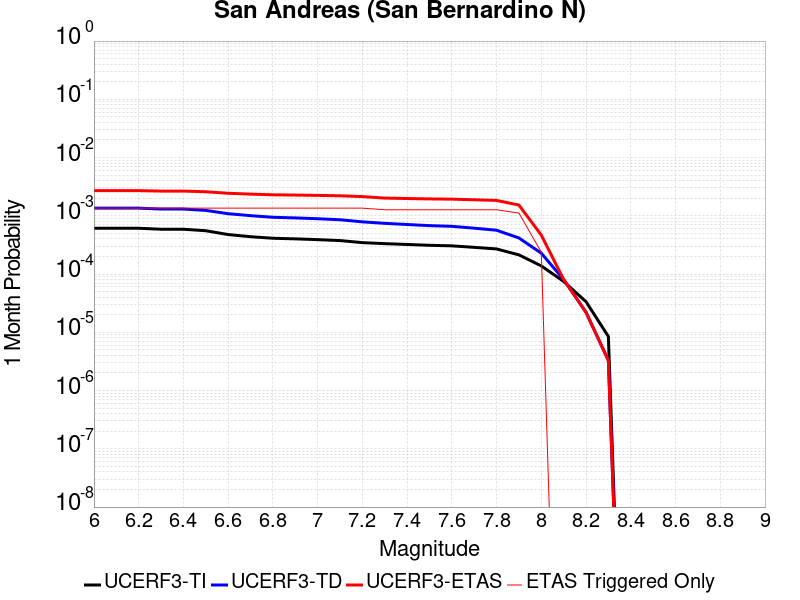 San Andreas (San Bernardino N)
1 Month Probability
10^0
10^-1
10^-2
10^-3
10^-4
10^-5
10^-6
10^-7
10^-8
6 6.2 6.4 6.6 6.8 7 7.2 7.4 7.6 7.8 8 8.2 8.4 8.6 8.8 9
Magnitude
UCERF3-TI UCERF3-TD UCERF3-ETAS ETAS Triggered Only